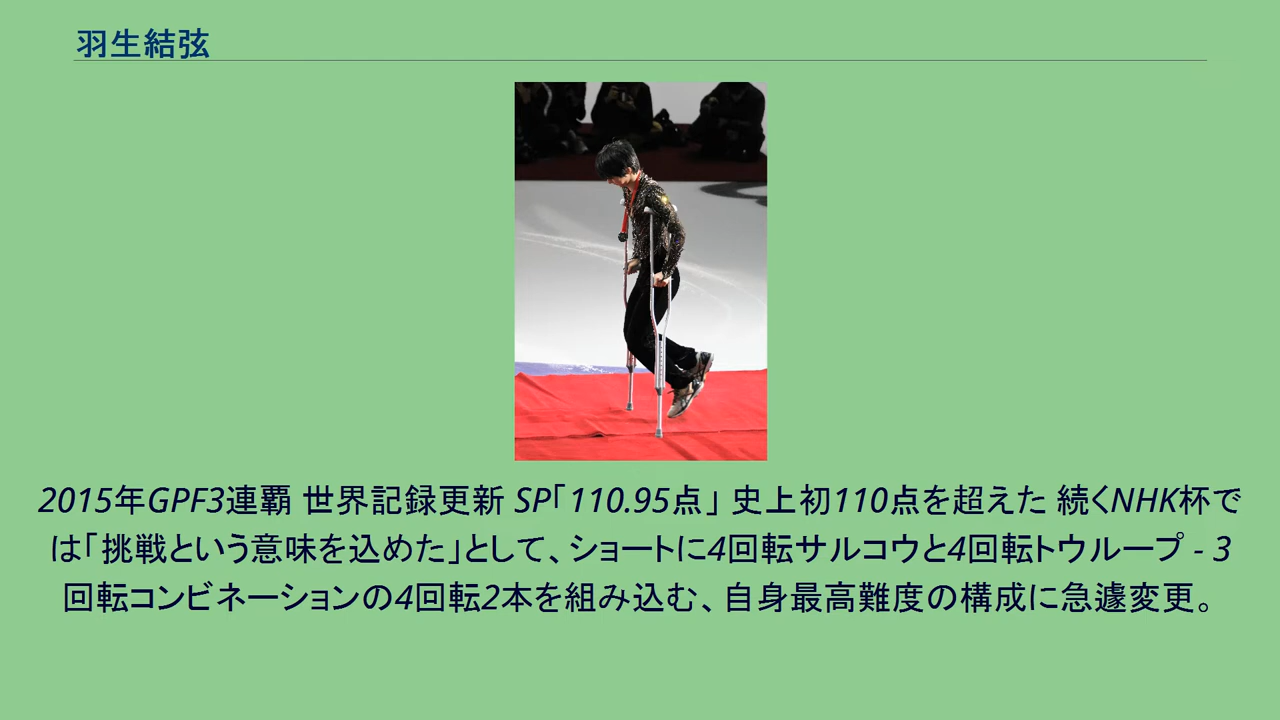 羽生結弦
2015年GPF3連覇 世界記録更新 SP｢110.95点｣ 史上初110点を超えた 続くNHK杯で
は｢挑戦という意味を込めた｣として、ショートに4回転サルコウと4回転トウループ - 3
回転コンビネーションの4回転2本を組み込む、自身最高難度の構成に急遽変更。